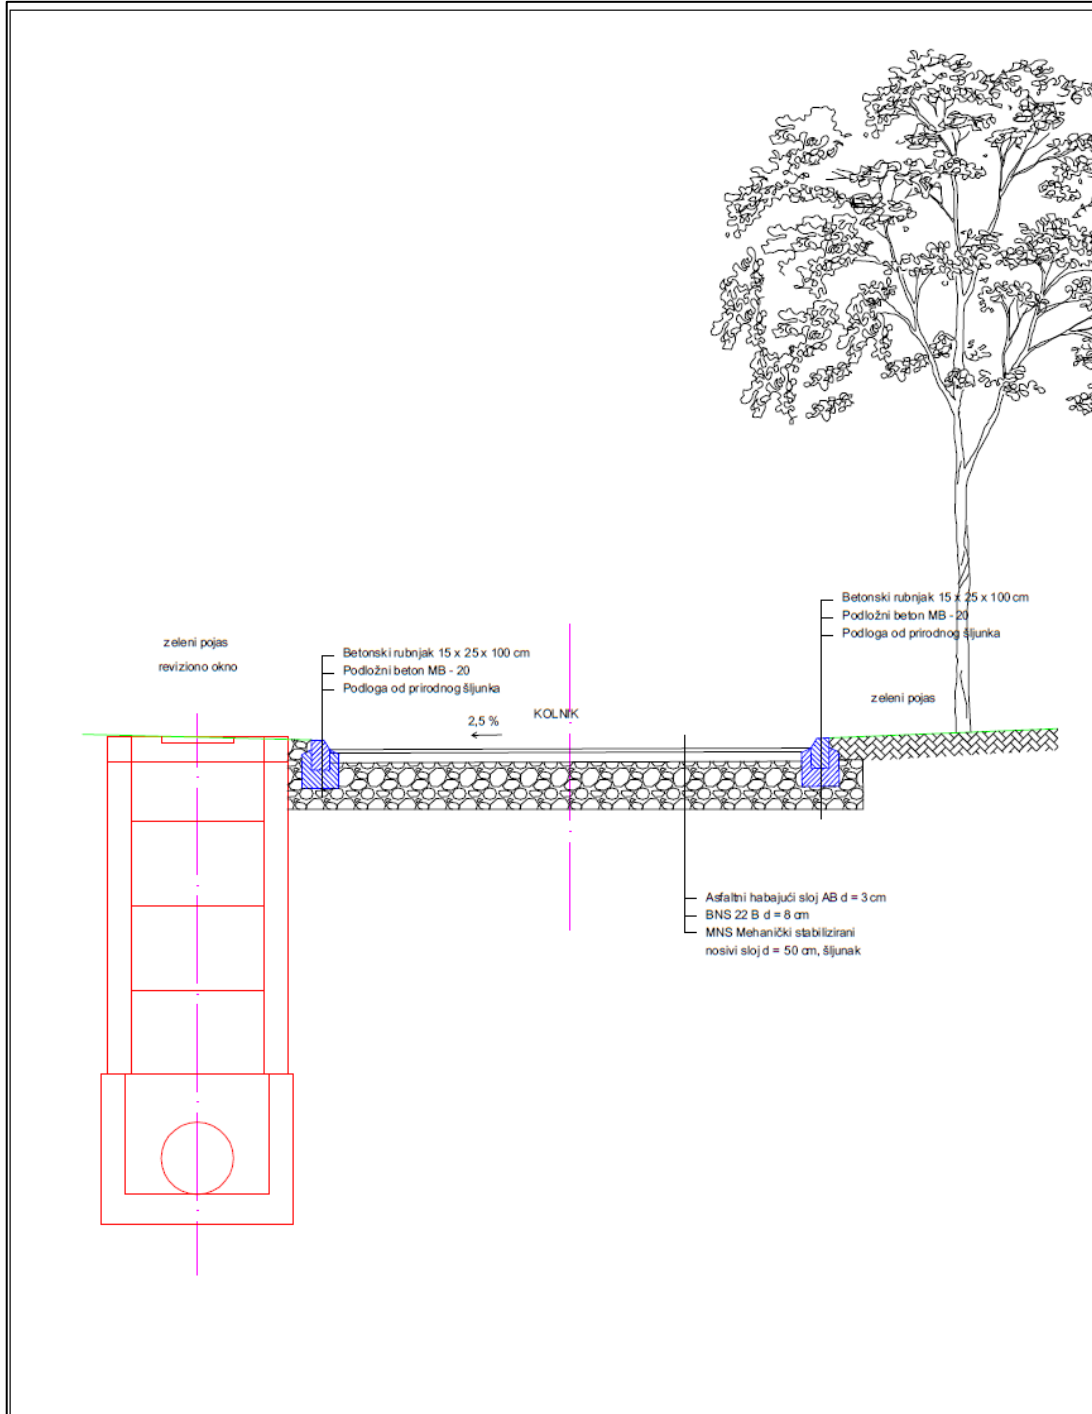 Betonski rubnjak 15 x 25 x 100 cm
Podložni beton MB - 20
Podloga od prirodnog šljunka
zeleni pojas
reviziono okno
Betonski rubnjak 15 x 25 x 100 cm
Podložni beton MB - 20
Podloga od prirodnog šljunka
zeleni pojas
2,5 %
KOLNIK
Asfaltni habajući sloj AB d = 3 cm
BNS 22 B d = 8 cm
MNS Mehanički stabilizirani
nosivi sloj d = 50 cm, šljunak